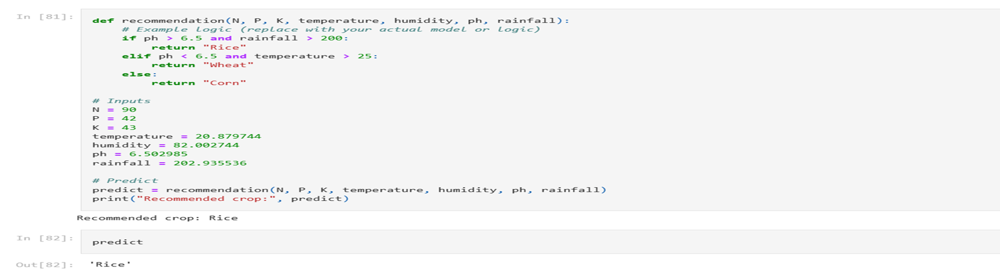 In [81]:
def recommendation(N, P, K, temperature, humidity, ph, rainfall):
    # Example logic (replace with your actual model or logic)
    if ph > 6.5 and rainfall > 200:
        return "Rice"
    elif ph < 6.5 and temperature > 25:
        return "Wheat"
    else:
        return "Corn"
# Inputs
N = 90
P = 42
K = 43
temperature = 20.879744
humidity = 82.002744
ph = 6.502985
rainfall = 202.935536
# Predict
predict = recommendation(N, P, K, temperature, humidity, ph, rainfall)
print("Recommended crop:", predict)
Recommended crop: Rice
In [82]:
predict
Out[82]: 'Rice'